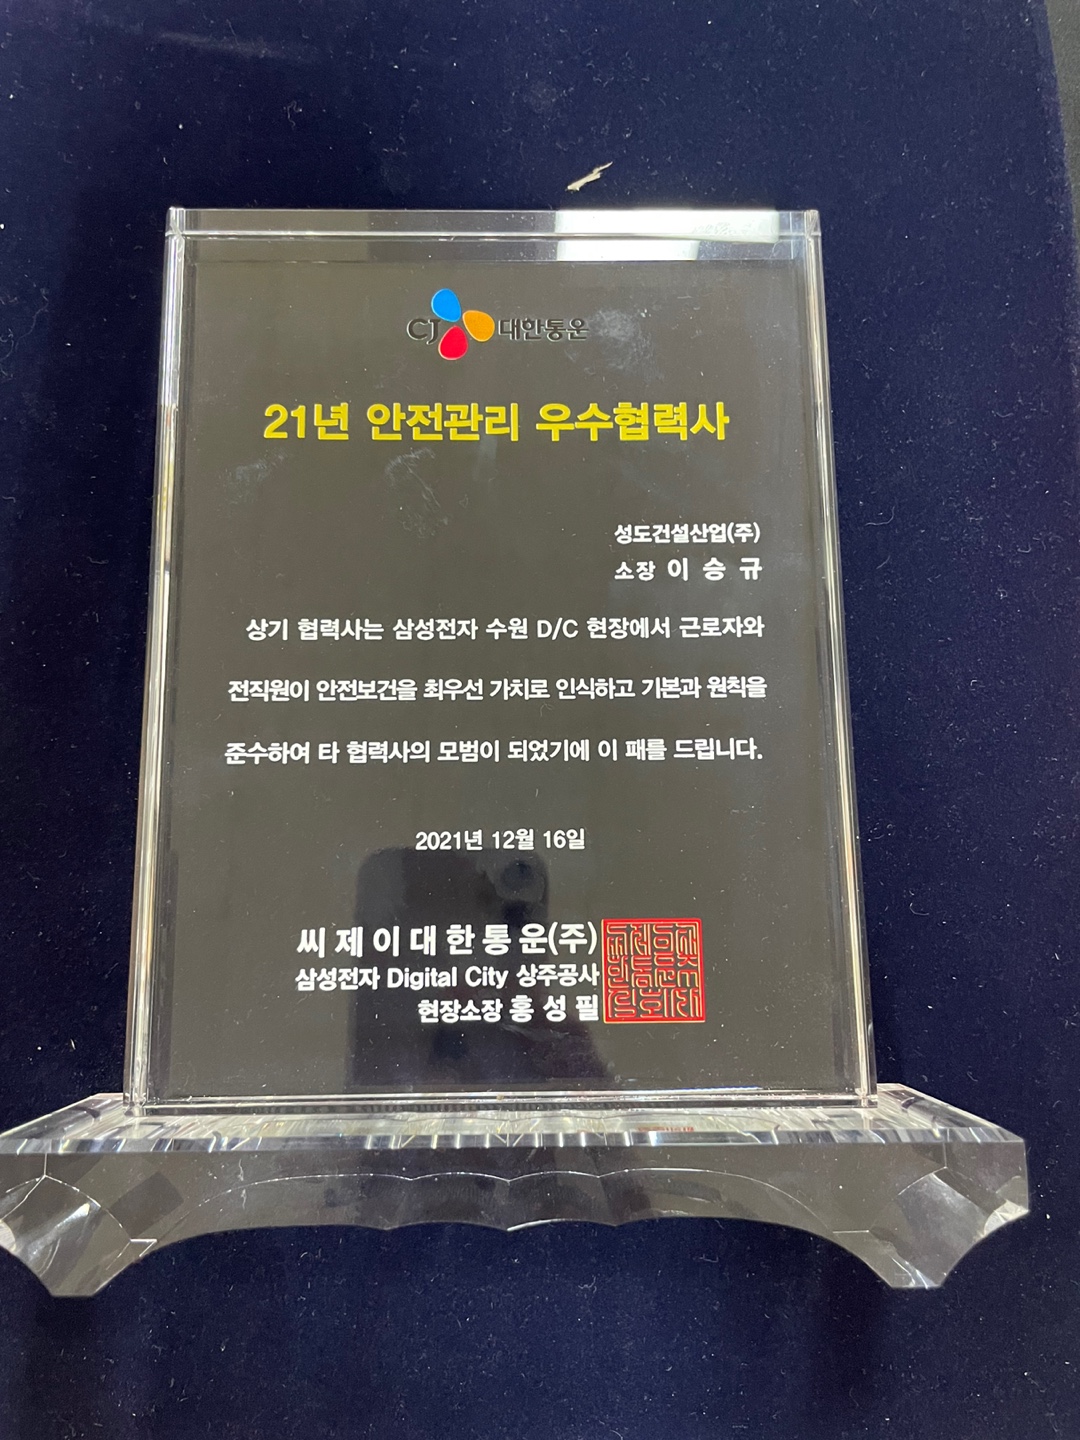 CJ 대한통운
21년 안전관리 우수협력사
성도건설산업(주)
소장 이 승 규
상기 협력사는 삼성전자 수원 D/C 현장에서 근로자와
전직원이 안전보건을 최우선 가치로 인식하고 기본과 원칙을
준수하여 타 협력사의 모범이 되었기에 이 패를 드립니다.
2021년 12월 16일
씨 제 이 대 한 통 운(주)
삼성전자 Digital City 상주공사
현장소장 홍 성 필